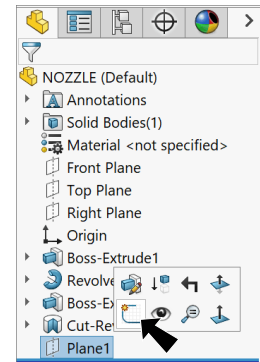 NOZZLE (Default)
Annotations
Solid Bodies(1)
Material <not specified>
Front Plane
Top Plane
Right Plane
Origin
Boss-Extrude1
Revolve
Boss-Ex
Cut-Re
Plane1